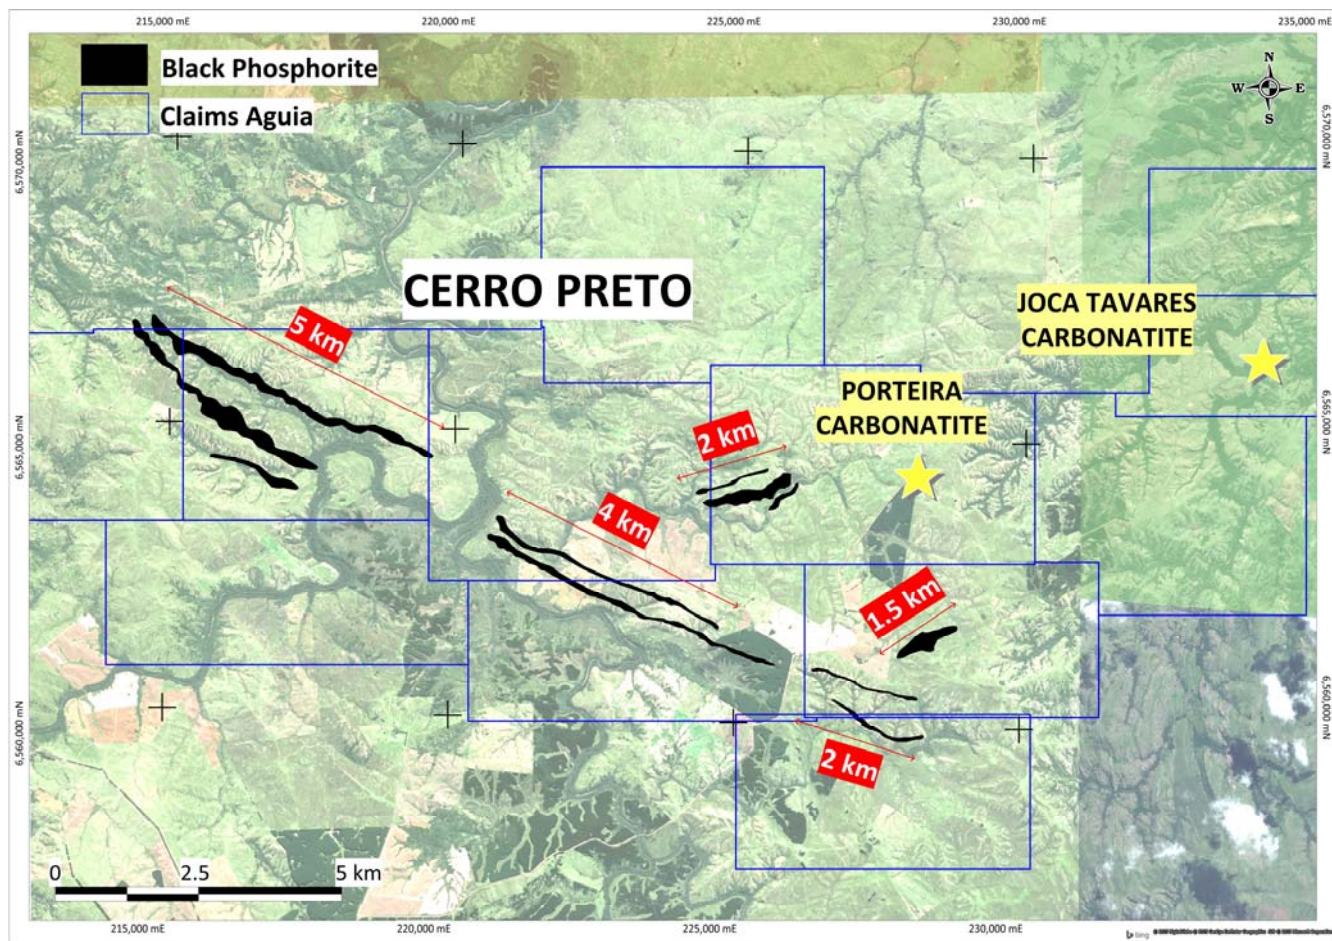 215,000 mE
220,000 mE
225,000 mE
230,000 mE
235,000 mE
Black Phosphorite
Claims Aguia
N
W
E
S
6,570,000 mN
6,570,000 mN
CERRO PRETO
5 km
JOCA TAVARES
CARBONATITE
PORTEIRA
CARBONATITE
2 km
6,565,000 mN
6,565,000 mN
4 km
1.5 km
6,560,000 mN
6,560,000 mN
2 km
0
2.5
5 km
215,000 mE
220,000 mE
225,000 mE
230,000 mE
bing